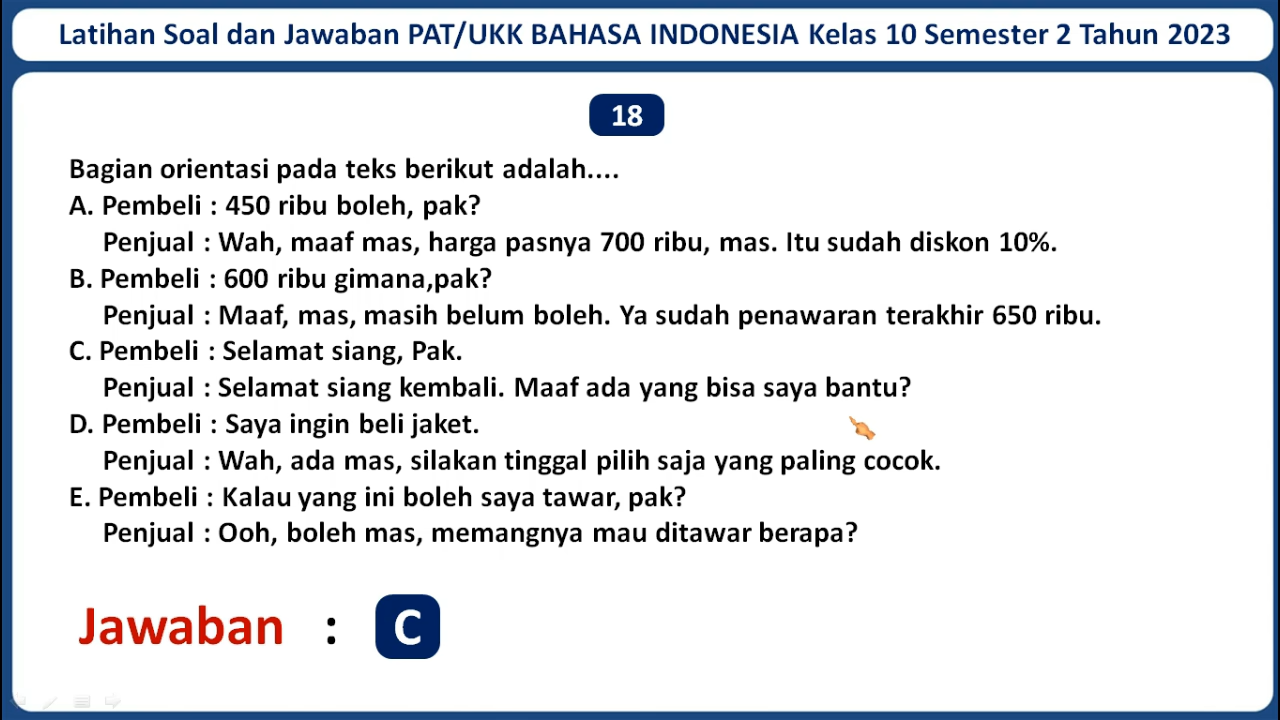 Latihan Soal dan Jawaban PAT/UKK BAHASA INDONESIA Kelas 10 Semester 2 Tahun 2023
18
Bagian orientasi pada teks berikut adalah....
A. Pembeli : 450 ribu boleh, pak?
Penjual : Wah, maaf mas, harga pasnya 700 ribu, mas. Itu sudah diskon 10%.
B. Pembeli : 600 ribu gimana,pak?
Penjual : Maaf, mas, masih belum boleh. Ya sudah penawaran terakhir 650 ribu.
C. Pembeli : Selamat siang, Pak.
Penjual : Selamat siang kembali. Maaf ada yang bisa saya bantu?
D. Pembeli : Saya ingin beli jaket.
Penjual : Wah, ada mas, silakan tinggal pilih saja yang paling cocok.
E. Pembeli : Kalau yang ini boleh saya tawar, pak?
Penjual : Ooh, boleh mas, memangnya mau ditawar berapa?
Jawaban : C